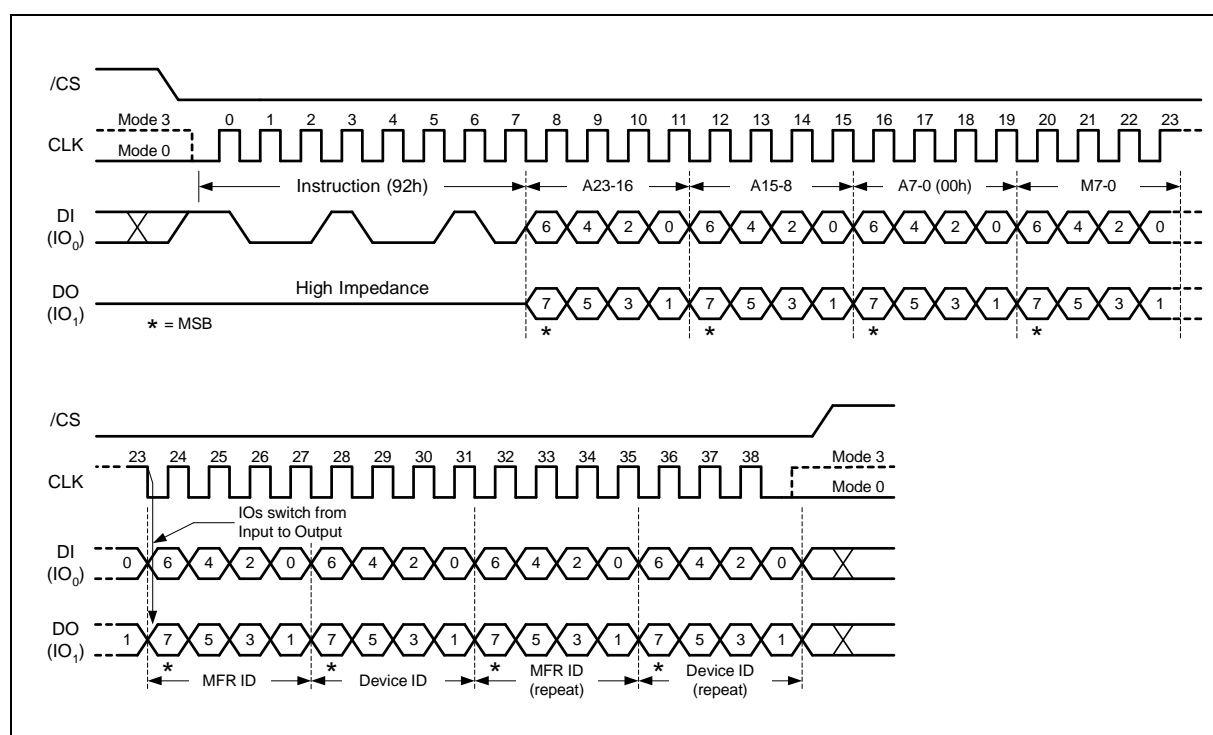 /CS
Mode 3 0 1 2 3 4 5 6 7 8 9 10 11 12 13 14 15 16 17 18 19 20 21 22 23
CLK
Mode 0
Instruction (92h) A23-16 A15-8 A7-0 (00h) M7-0
DI
(IO0)
6 4 2 0 6 4 2 0 6 4 2 0 6 4 2 0
High Impedance
DO
(IO1)
7 5 3 1 7 5 3 1 7 5 3 1 7 5 3 1
* = MSB * * * *
/CS
23 24 25 26 27 28 29 30 31 32 33 34 35 36 37 38 Mode 3
CLK
Mode 0
IOs switch from
Input to Output
DI
(IO0)
0 6 4 2 0 6 4 2 0 6 4 2 0 6 4 2 0
DO
(IO1)
1 7 5 3 1 7 5 3 1 7 5 3 1 7 5 3 1
* * * *
MFR ID Device ID MFR ID
(repeat) Device ID
(repeat)